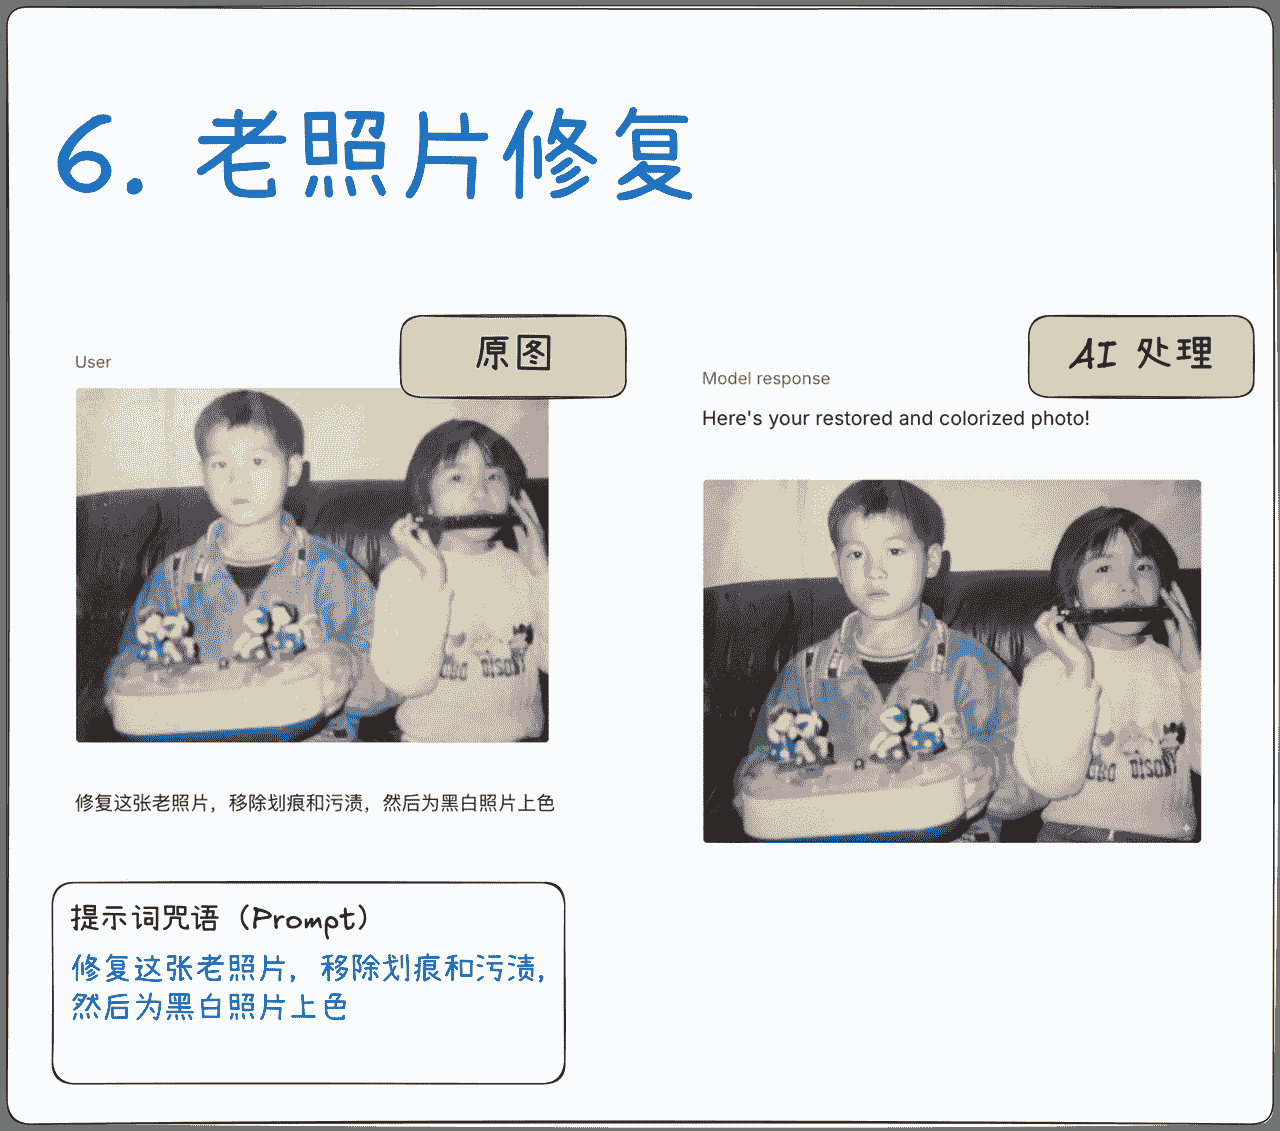 6. 老照片修复
原图
User
修复这张老照片，移除划痕和污渍，然后为黑白照片上色
提示词咒语（Prompt）
修复这张老照片，移除划痕和污渍，
然后为黑白照片上色
AI 处理
Model response
Here's your restored and colorized photo!